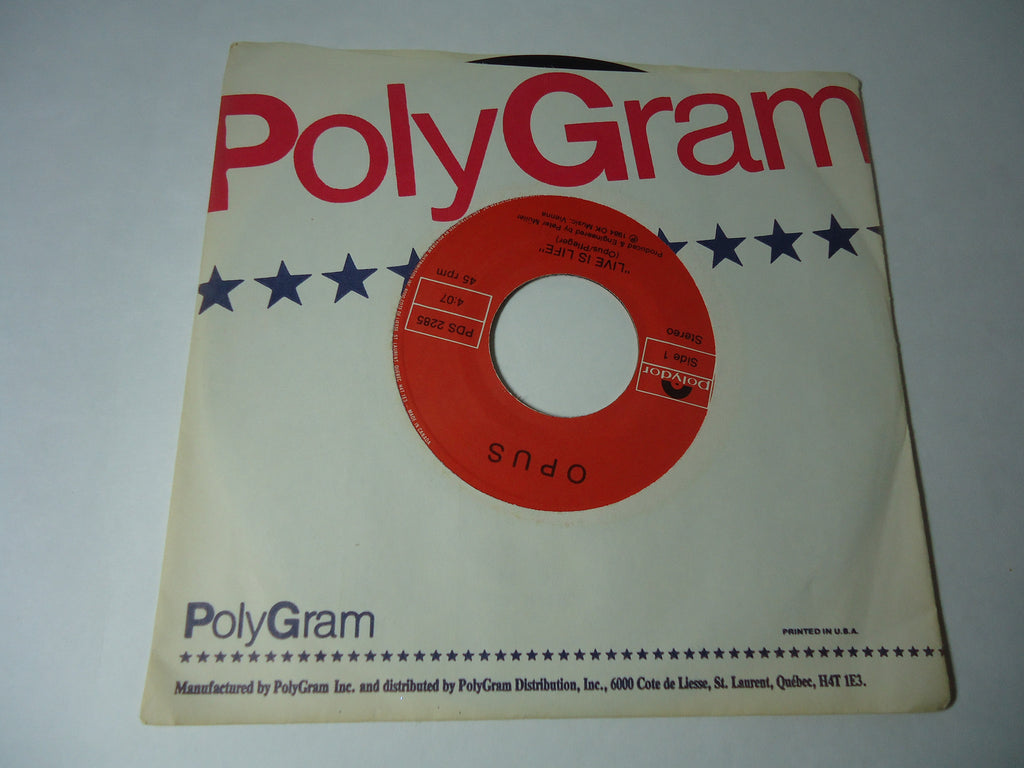 PolyGram
"LIVE IS LIFE"
(Opus/Pfleger)
Produced & Engineered by Peter Müller
℗ 1984 OK Music, Vienna
PDS 2285
4:07
45 rpm
polydor
Side 1
Stereo
OPUS
PolyGram
PRINTED IN U.S.A.
Manufactured by PolyGram Inc. and distributed by PolyGram Distribution, Inc., 6000 Cote de Liesse, St. Laurent, Québec, H4T 1E3.